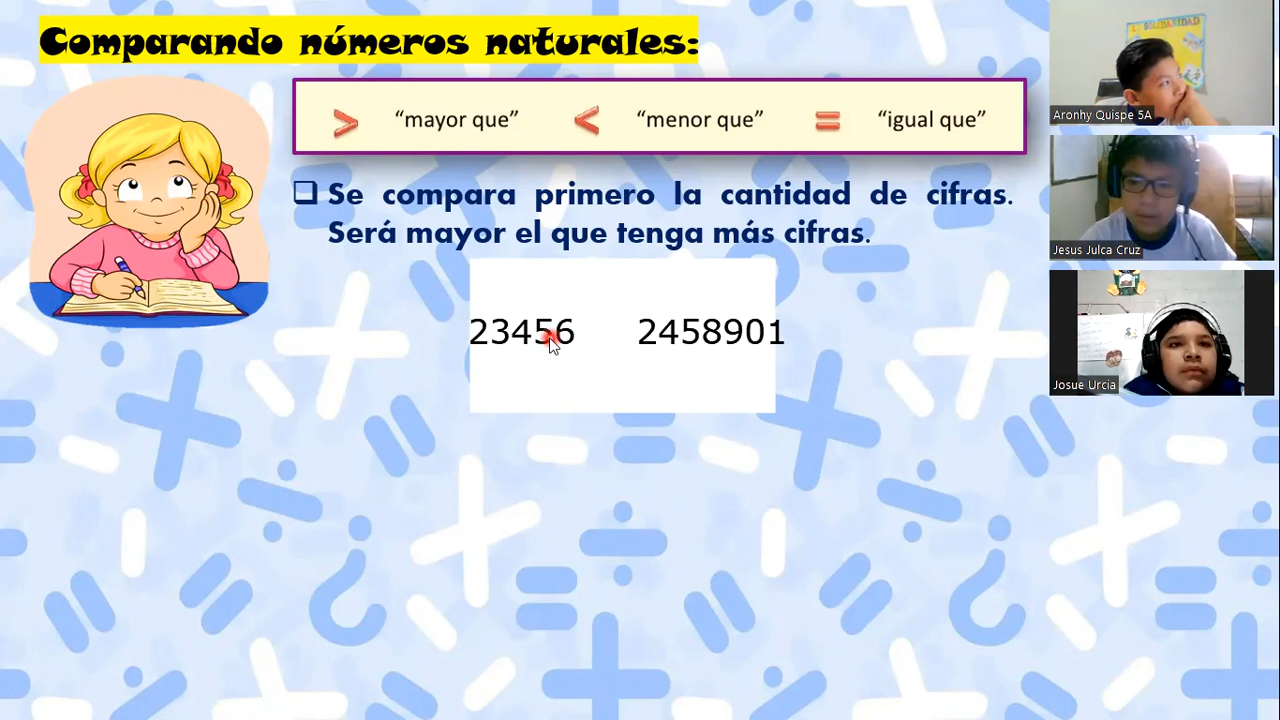 Comparando números naturales:
> "mayor que" < "menor que" = "igual que"
❑ Se compara primero la cantidad de cifras.
Será mayor el que tenga más cifras.
23456 2458901
SOLIDARIDAD
Aronhy Quispe 5A
Jesus Julca Cruz
Josue Urcia